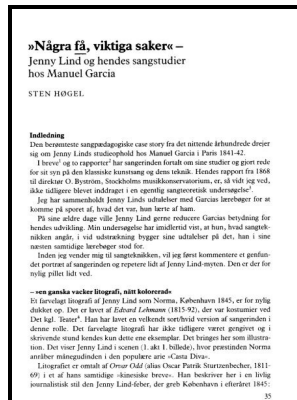 »Några få, viktiga saker« –
Jenny Lind og hendes sangstudier
hos Manuel Garcia
STEN HØGEL
Indledning
Den berømteste sangpædagogiske case story fra det nittende århundrede drejer
sig om Jenny Linds studieophold hos Manuel Garcia i Paris 1841-42.
I breve¹ og to rapporter² har sangerinden fortalt om sine studier og gjort rede
for sit syn på den klassiske kunstsang og dens teknik. Hendes rapport fra 1868
til direktør O. Byström, Stockholms musikkonservatorium, er, så vidt jeg ved,
ikke tidligere blevet inddraget i en egentlig sangteoretisk undersøgelse³.
Jeg har sammenholdt Jenny Linds udtalelser med Garcias lærebøger for at
komme på sporet af, hvad det var, hun lærte af ham.
På sine ældre dage ville Jenny Lind gerne reducere Garcias betydning for
hendes udvikling. Min undersøgelse har imidlertid vist, at hun, hvad sangtek-
nikken angår, i vid udstrækning bygger sine udtalelser på det, han i sine
næsten samtidige lærebøger stod for.
Inden jeg vender mig til sangteknikken, vil jeg først kommentere et genfun-
det portræt af sangerinden og repetere lidt af Jenny Lind-myten. Den er der for
nylig pillet lidt ved.
– »en ganska vacker litografi, nätt kolorerad«
Et farvelagt litografi af Jenny Lind som Norma, København 1845, er for nylig
dukket op. Det er lavet af Edvard Lehmann (1815-92), der var kostumier ved
Det kgl. Teater⁴. Han har lavet en velkendt sort/hvid version af sangerinden i
denne rolle. Det farvelagte litografi har ikke tidligere været gengivet og i
skrivende stund kendes kun dette ene eksemplar. Det bringes her som illustra-
tion. Det viser Jenny Lind i scenen (1. akt 1. billede), hvor præstinden Norma
anråber månegudinden i den populære arie »Casta Diva«.
Litografiet er omtalt af Orvar Odd (alias Oscar Patrik Sturtzenbecher, 1811-
69) i et af hans samtidige »kinesiske breve«. Han beskriver her i en livlig
journalistisk stil den Jenny Lind-feber, der greb København i efteråret 1845:
35